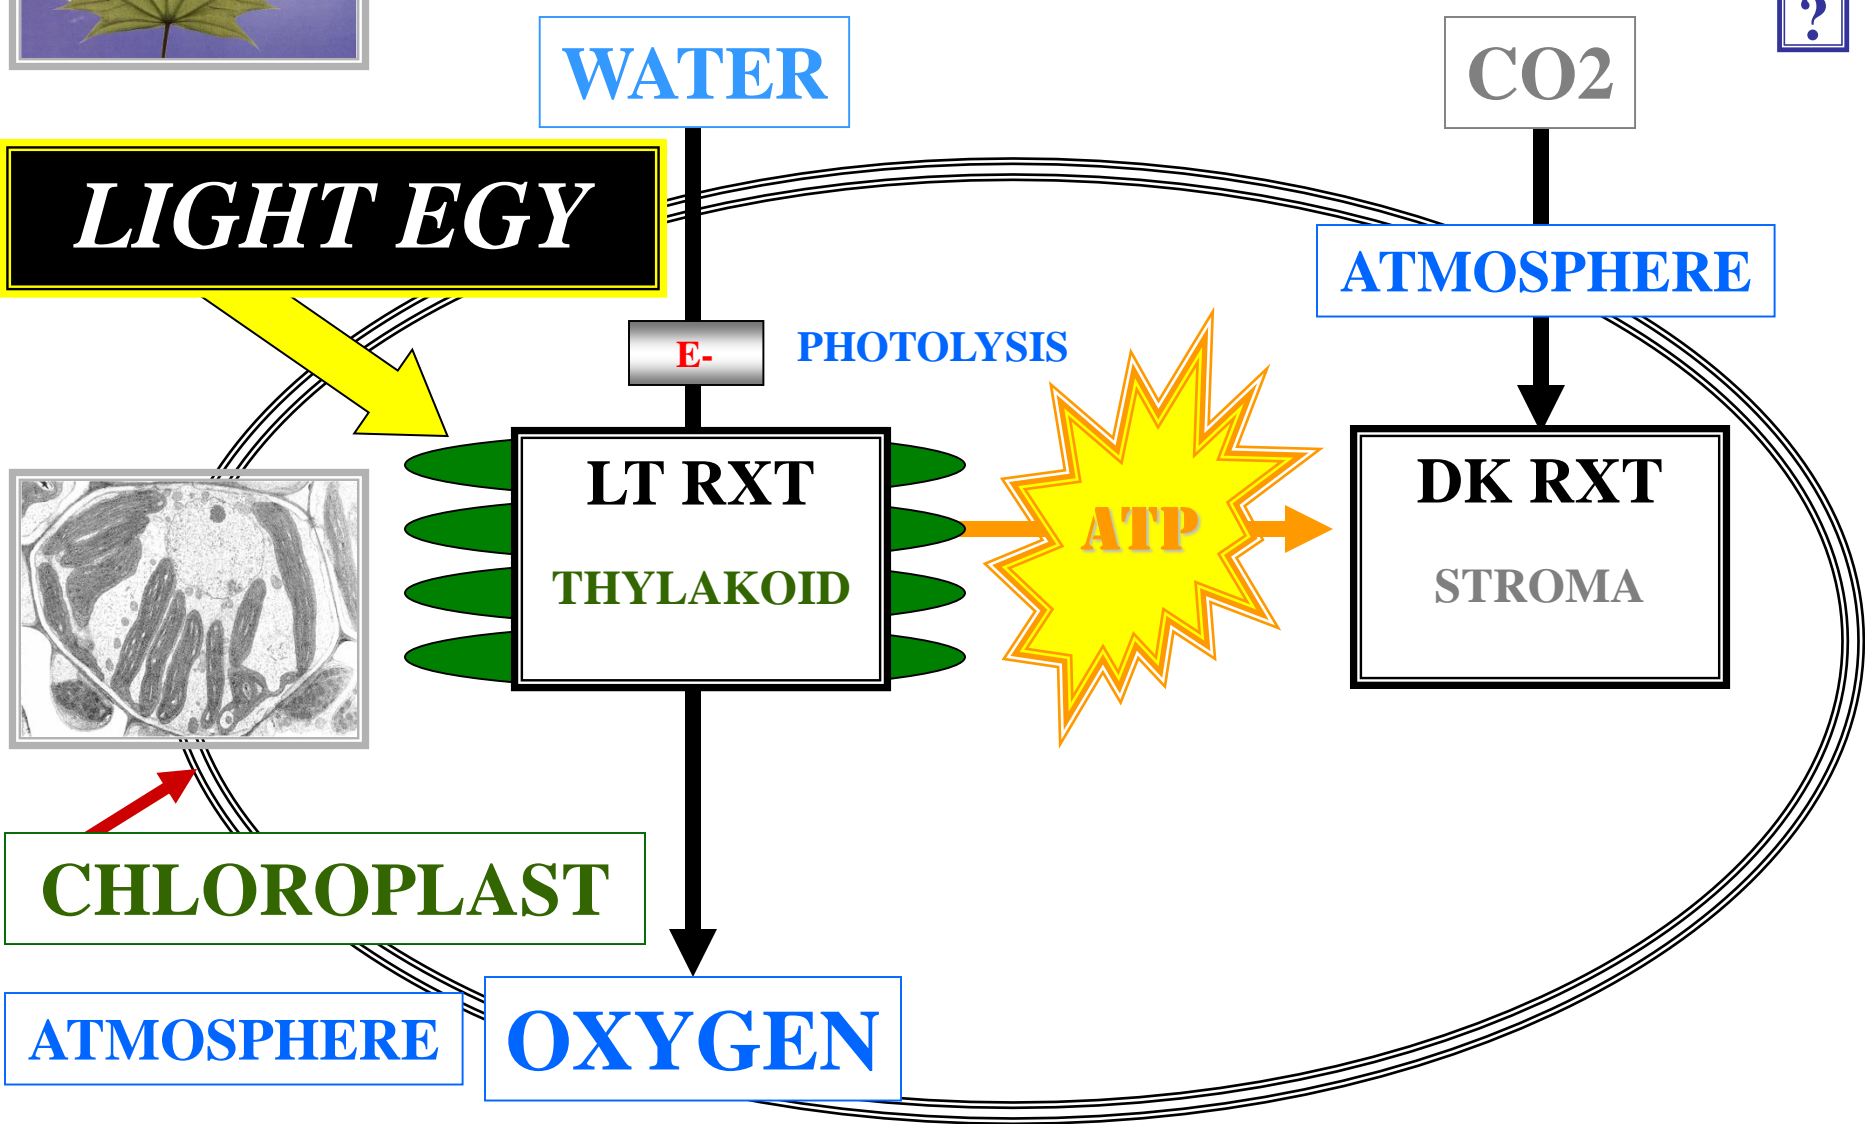 ?
WATER
CO2
LIGHT EGY
ATMOSPHERE
E-
PHOTOLYSIS
LT RXT
THYLAKOID
ATP
DK RXT
STROMA
CHLOROPLAST
ATMOSPHERE
OXYGEN